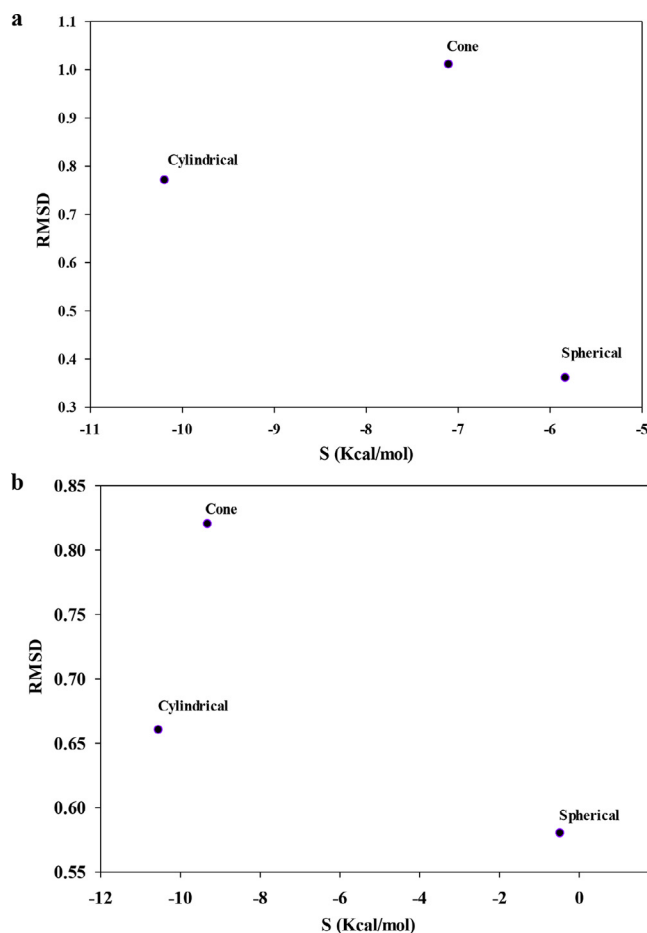 a
1.1
Cone
1.0
0.9
Cylindrical
0.8
RMSD
0.7
0.6
0.5
Spherical
0.4
0.3
-11 -10 -9 -8 -7 -6 -5
S (Kcal/mol)
b
0.85
Cone
0.80
0.75
RMSD
0.70
Cylindrical
0.65
0.60
Spherical
0.55
-12 -10 -8 -6 -4 -2 0
S (Kcal/mol)